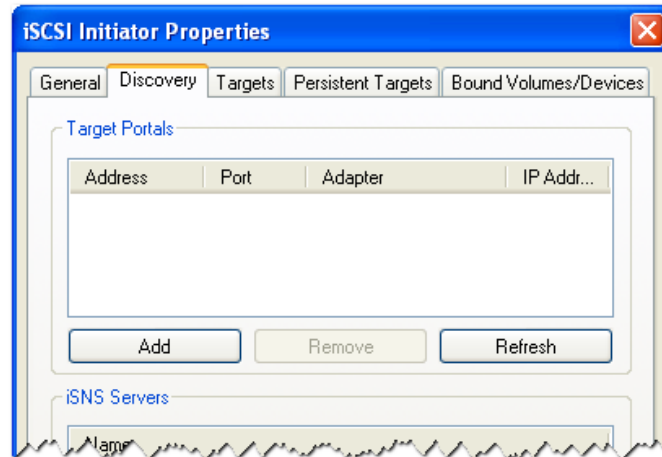 iSCSI Initiator Properties
General Discovery Targets Persistent Targets Bound Volumes/Devices
Target Portals
Address Port Adapter IP Addr...
Add Remove Refresh
iSNS Servers
Name